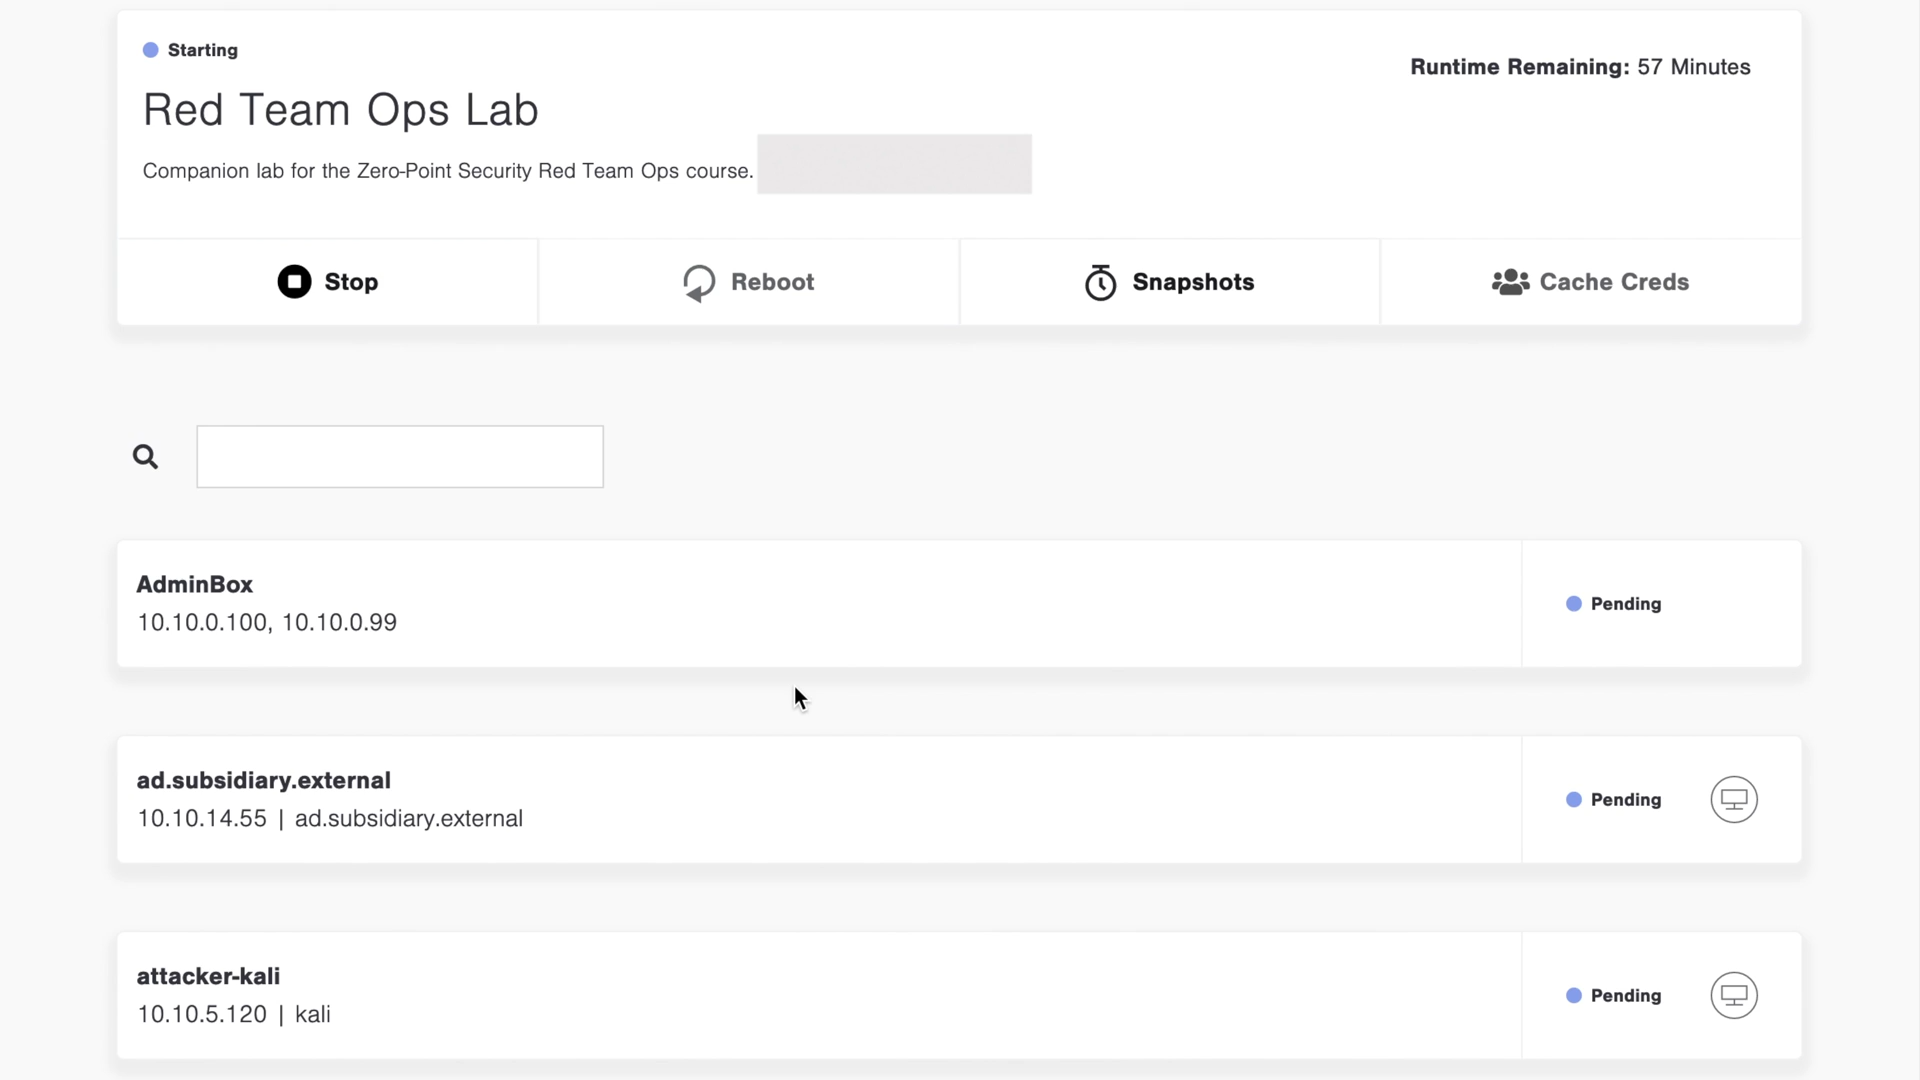 Starting
Runtime Remaining: 57 Minutes
Red Team Ops Lab
Companion lab for the Zero-Point Security Red Team Ops course.
Stop
Reboot
Snapshots
Cache Creds
AdminBox
10.10.0.100, 10.10.0.99
Pending
ad.subsidiary.external
10.10.14.55 | ad.subsidiary.external
Pending
attacker-kali
10.10.5.120 | kali
Pending